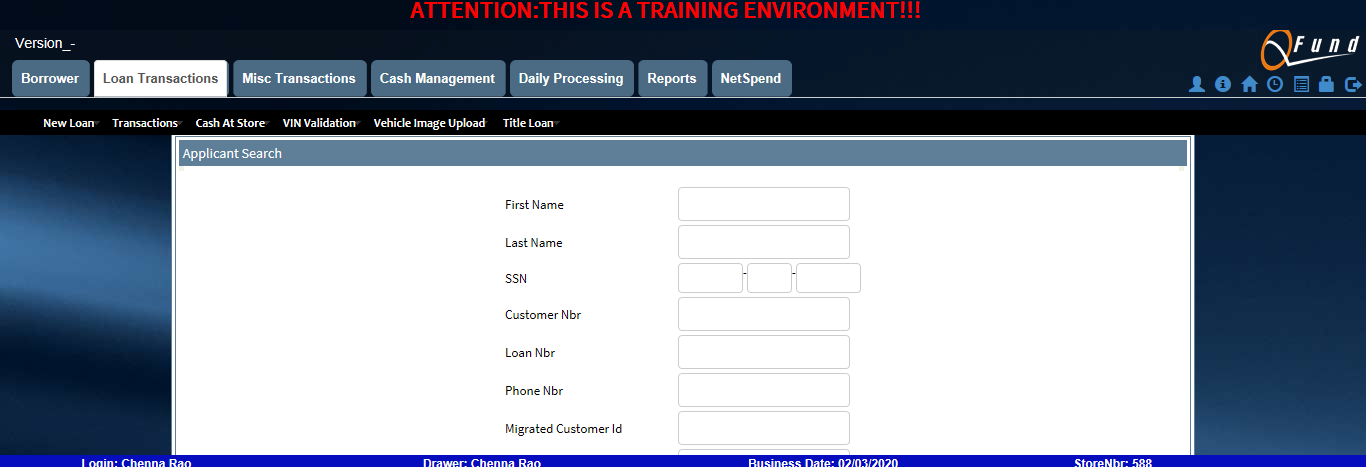 ATTENTION:THIS IS A TRAINING ENVIRONMENT!!!
Version_-
QFund
Borrower Loan Transactions Misc Transactions Cash Management Daily Processing Reports NetSpend
New Loan Transactions Cash At Store VIN Validation Vehicle Image Upload Title Loan
Applicant Search
First Name
Last Name
SSN - -
Customer Nbr
Loan Nbr
Phone Nbr
Migrated Customer Id
Login: Chenna Rao Drawer: Chenna Rao Business Date: 02/03/2020 StoreNbr: 588